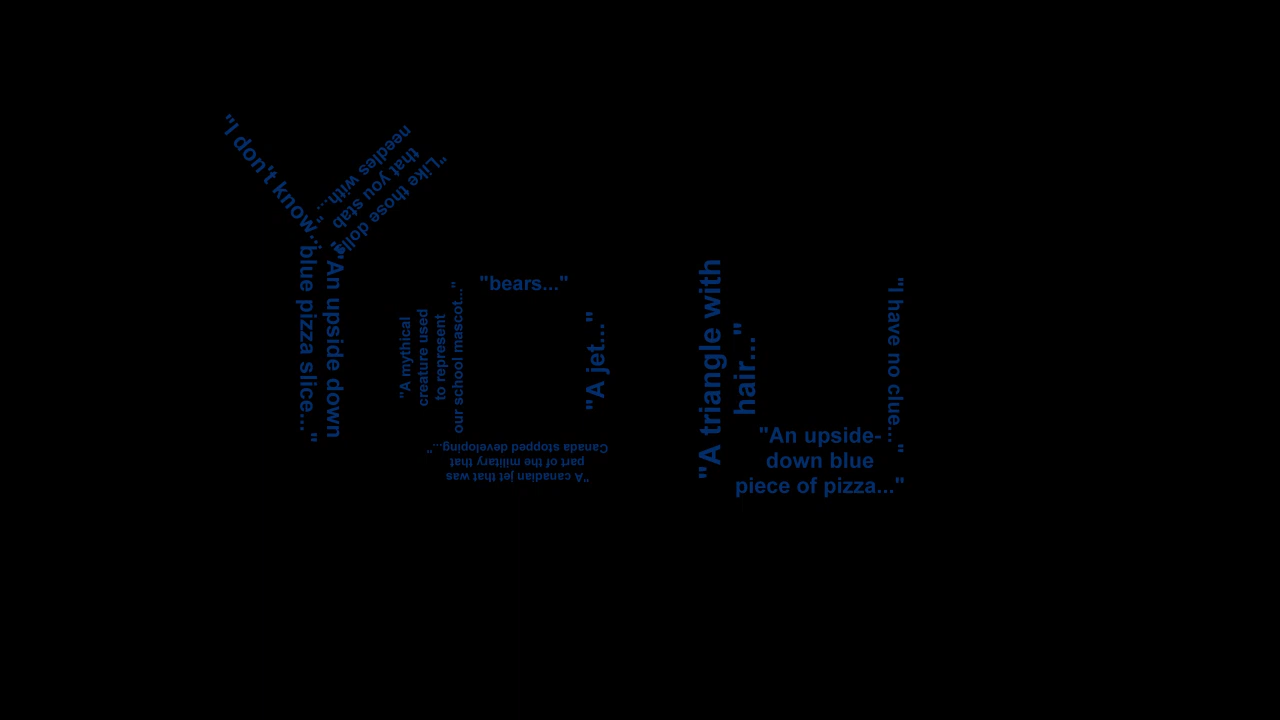 "I don't know..."
"Like those dolls
that you stab
needles with..."
"An upside down
blue pizza slice..."
"A mythical
creature used
to represent
our school mascot..."
"bears..."
"A jet..."
"A canadian jet that was
part of the military that
Canada stopped developing..."
"A triangle with
hair..."
"An upside-
down blue
piece of pizza..."
"I have no clue..."